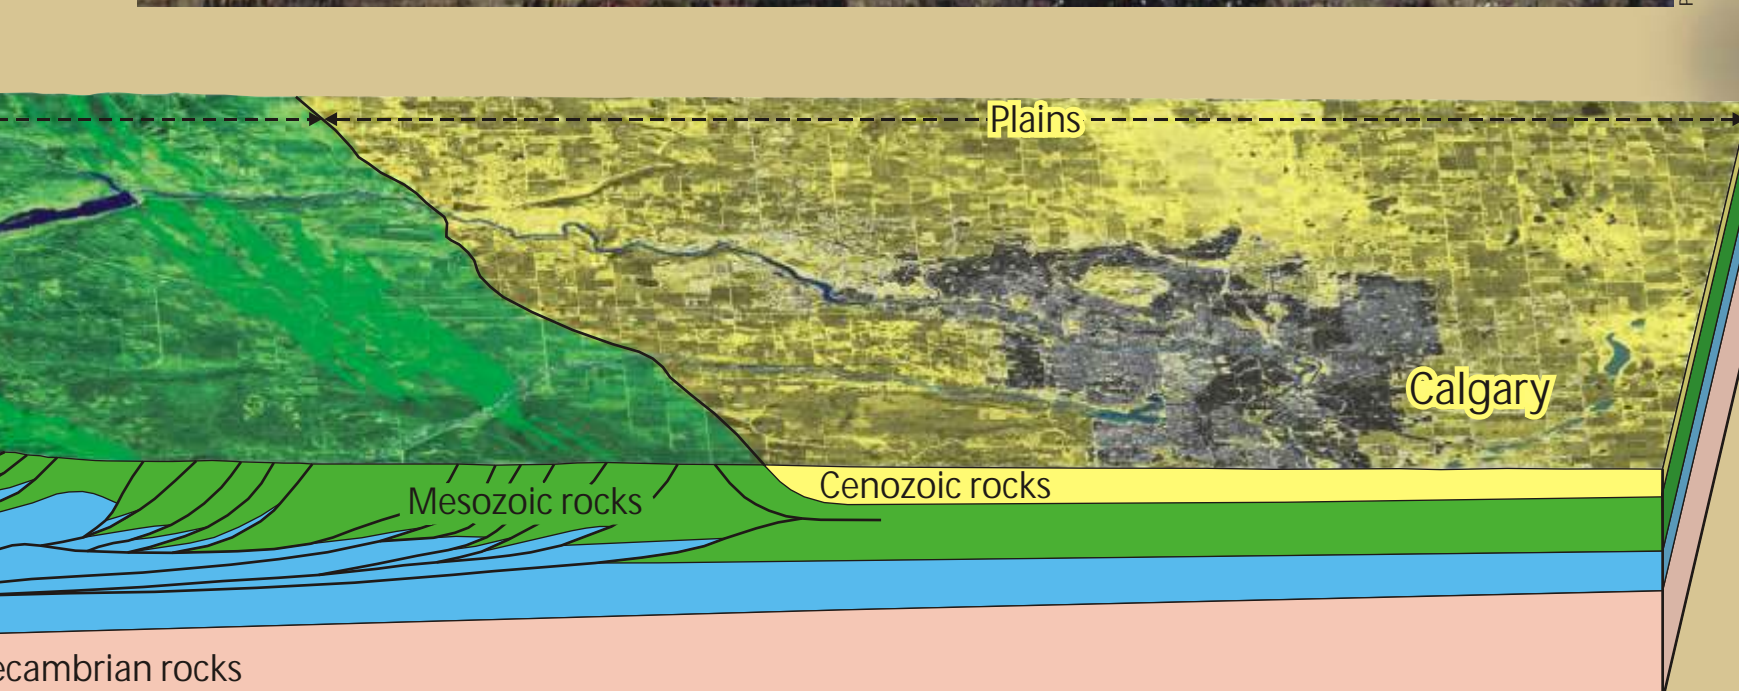 Plains
Calgary
Cenozoic rocks
Mesozoic rocks
ecambrian rocks